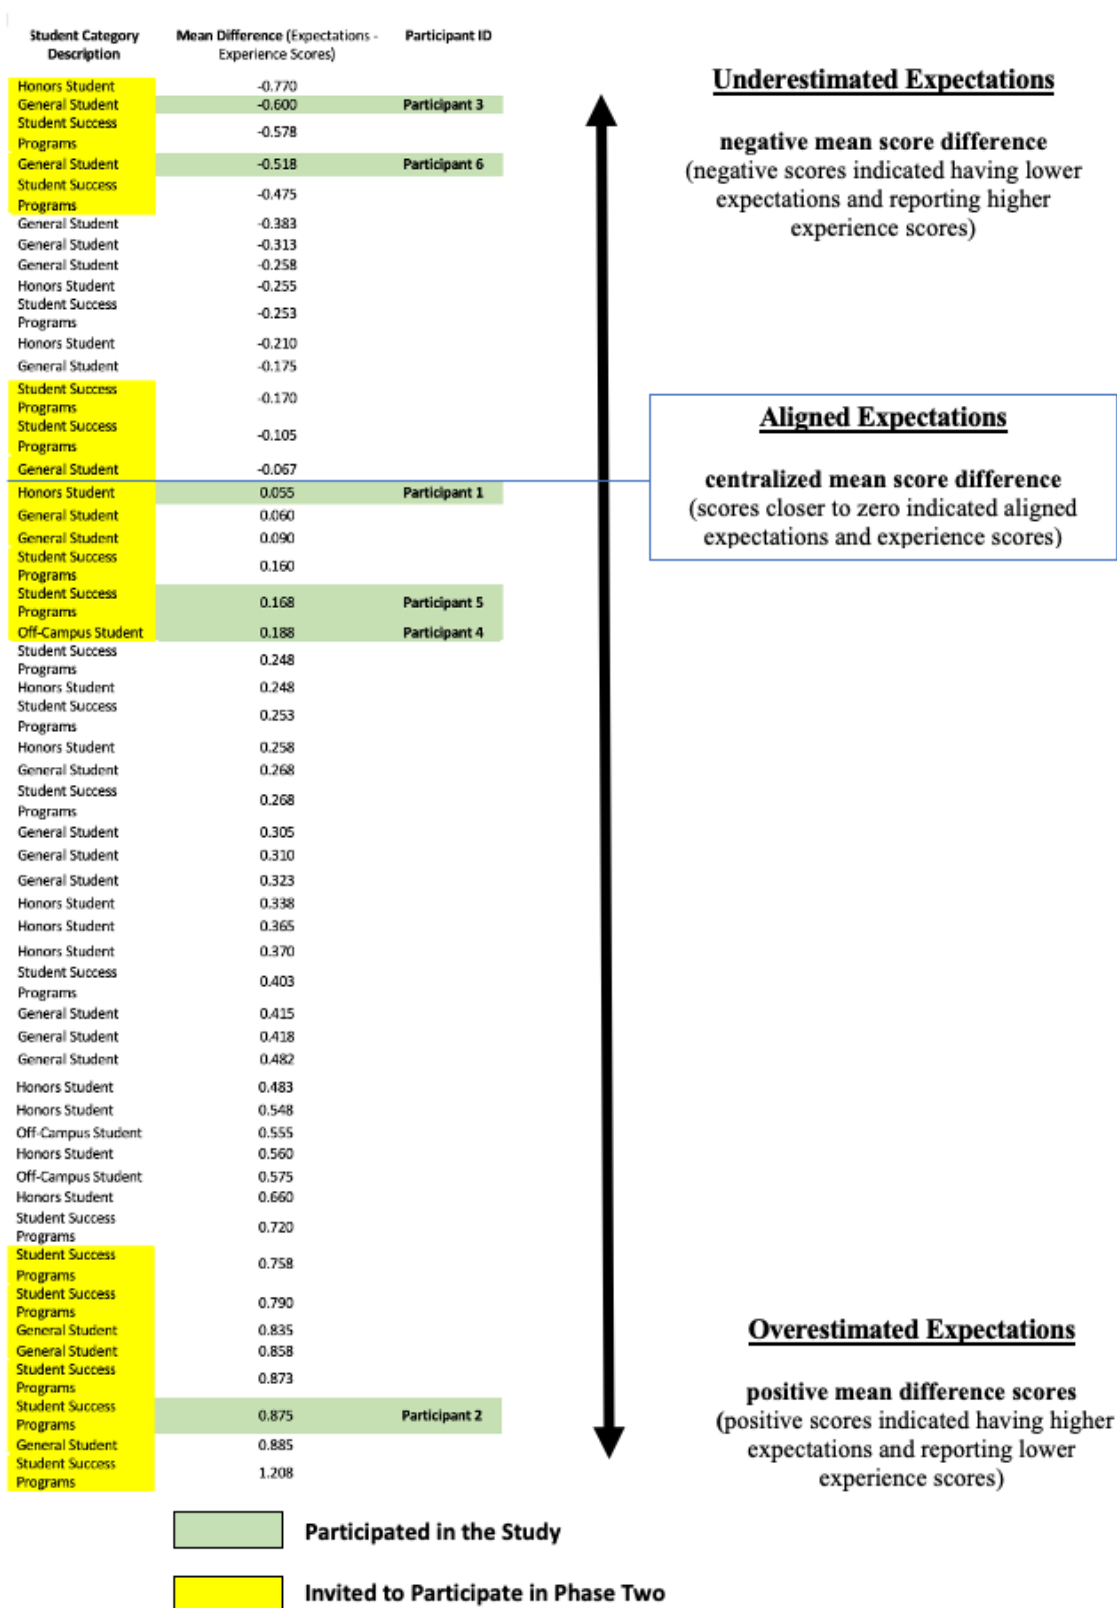 Student Category Description
Mean Difference (Expectations - Experience Scores)
Participant ID
Honors Student -0.770
General Student -0.600 Participant 3
Student Success Programs -0.578
General Student -0.518 Participant 6
Student Success Programs -0.475
General Student -0.383
General Student -0.313
General Student -0.258
Honors Student -0.255
Student Success Programs -0.253
Honors Student -0.210
General Student -0.175
Student Success Programs -0.170
Student Success Programs -0.105
General Student -0.067
Honors Student 0.055 Participant 1
General Student 0.060
General Student 0.090
Student Success Programs 0.160
Student Success Programs 0.168 Participant 5
Off-Campus Student 0.188 Participant 4
Student Success Programs 0.248
Honors Student 0.248
Student Success Programs 0.253
Honors Student 0.258
General Student 0.268
Student Success Programs 0.268
General Student 0.305
General Student 0.310
General Student 0.323
Honors Student 0.338
Honors Student 0.365
Honors Student 0.370
Student Success Programs 0.403
General Student 0.415
General Student 0.418
General Student 0.482
Honors Student 0.483
Honors Student 0.548
Off-Campus Student 0.555
Honors Student 0.560
Off-Campus Student 0.575
Honors Student 0.660
Student Success Programs 0.720
Student Success Programs 0.758
Student Success Programs 0.790
General Student 0.835
General Student 0.858
Student Success Programs 0.873
Student Success Programs 0.875 Participant 2
General Student 0.885
Student Success Programs 1.208
Underestimated Expectations
negative mean score difference
(negative scores indicated having lower
expectations and reporting higher
experience scores)
Aligned Expectations
centralized mean score difference
(scores closer to zero indicated aligned
expectations and experience scores)
Overestimated Expectations
positive mean difference scores
(positive scores indicated having higher
expectations and reporting lower
experience scores)
Participated in the Study
Invited to Participate in Phase Two